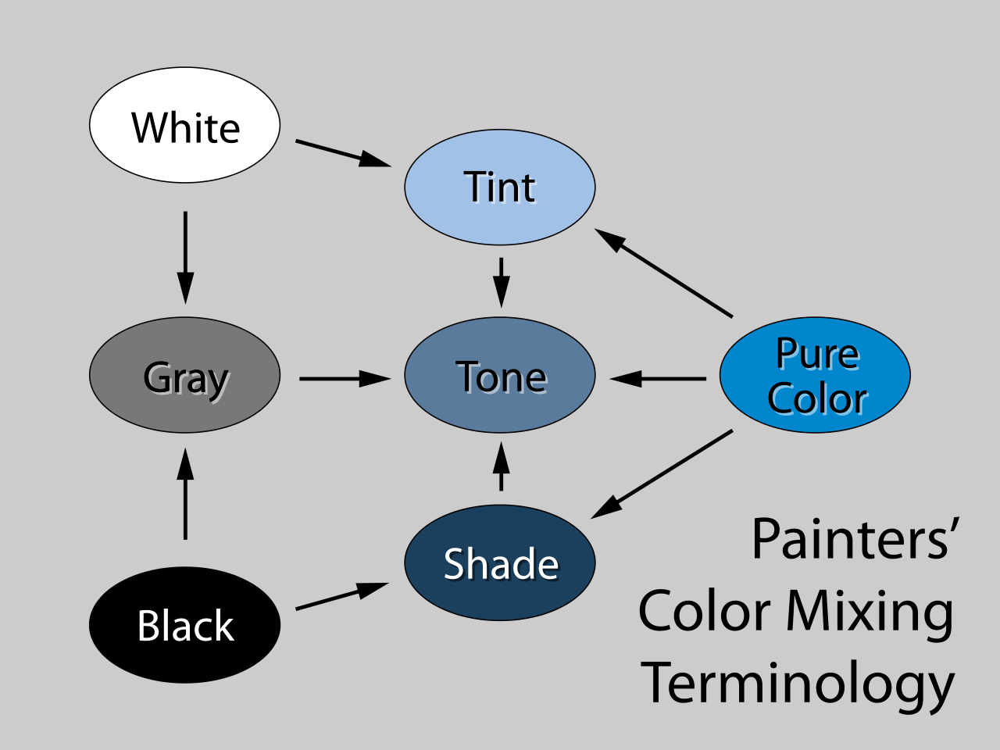 White
Tint
Gray
Tone
Pure
Color
Shade
Black
Painters’
Color Mixing
Terminology